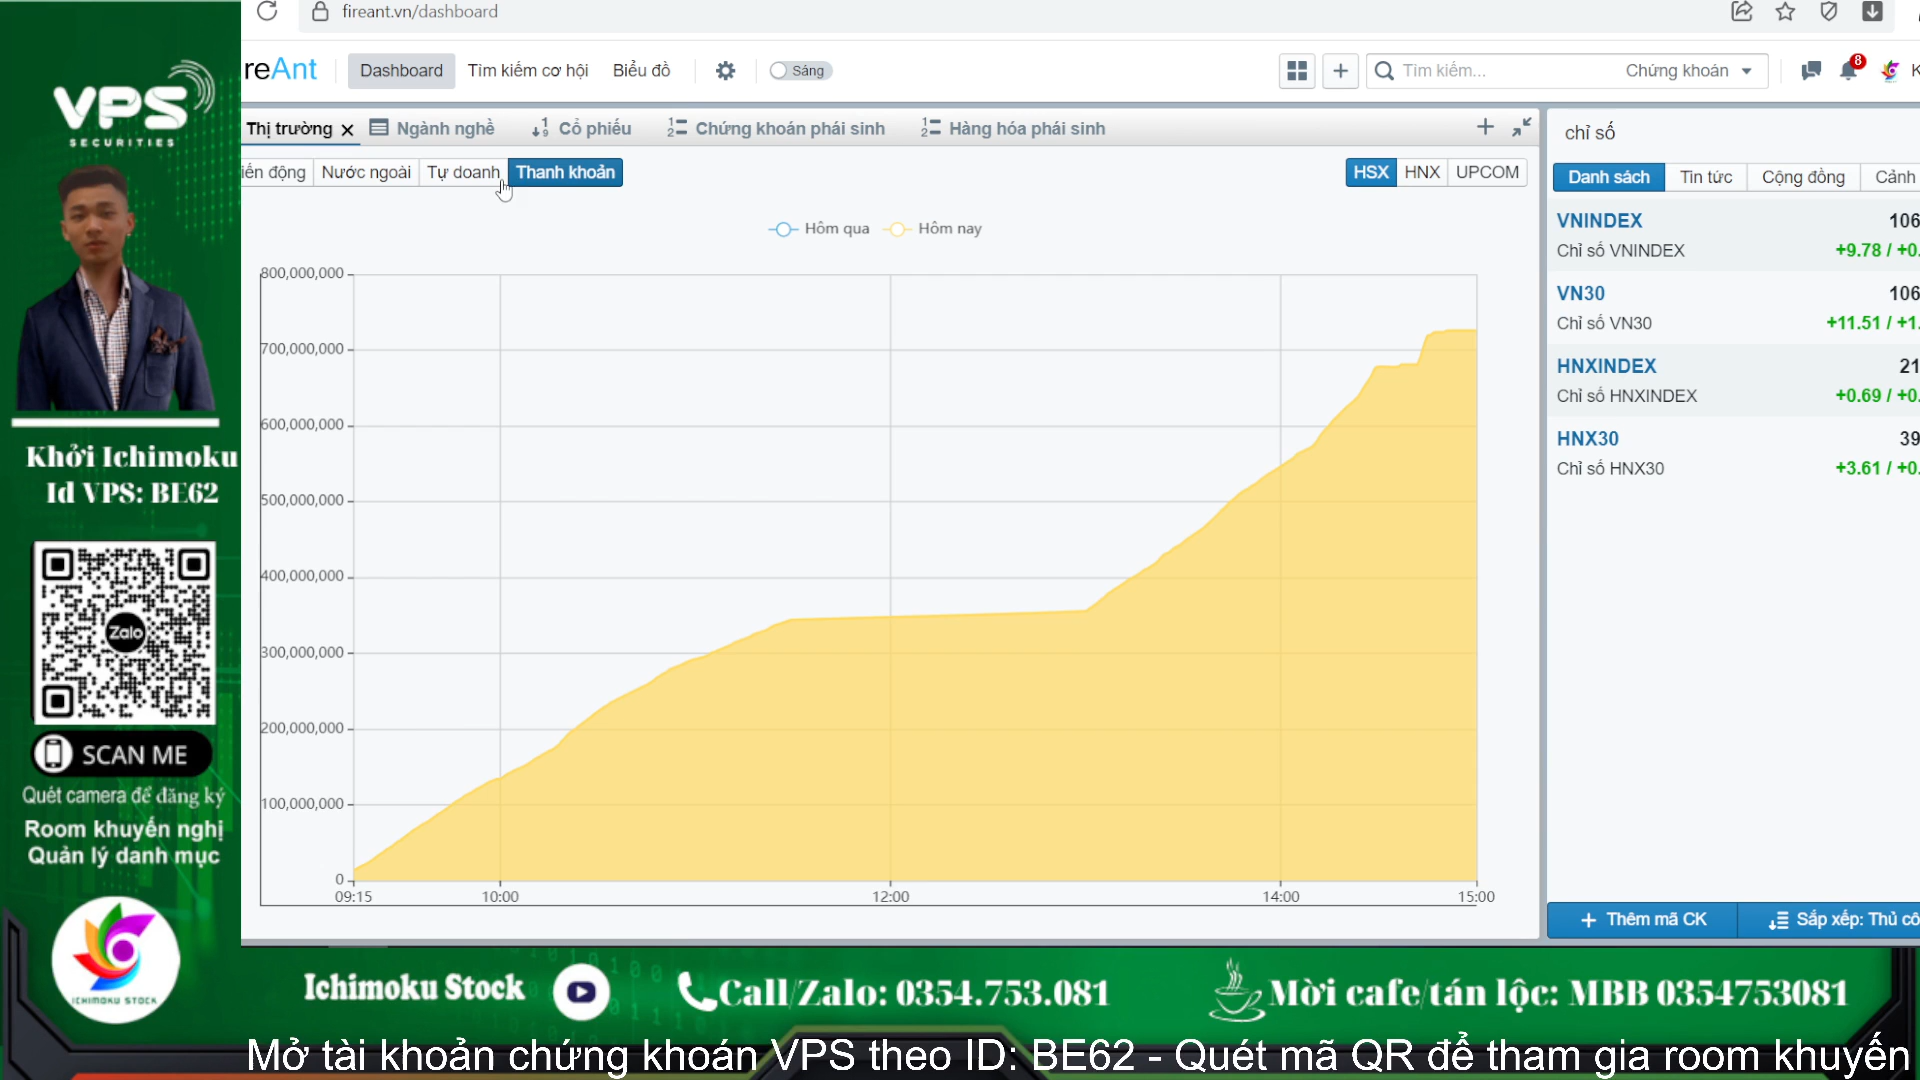 VPS
SECURITIES
Khởi Ichimoku
Id VPS: BE62
Zalo
SCAN ME
Quét camera để đăng ký
Room khuyến nghị
Quản lý danh mục
ICHIMOKU STOCK
fireant.vn/dashboard
reAnt
Dashboard
Tìm kiếm cơ hội
Biểu đồ
Sáng
Tìm kiếm...
Chứng khoán
8
K
Thị trường
Ngành nghề
Cổ phiếu
Chứng khoán phái sinh
Hàng hóa phái sinh
iến động
Nước ngoài
Tự doanh
Thanh khoản
HSX
HNX
UPCOM
Hôm qua
Hôm nay
800,000,000
700,000,000
600,000,000
500,000,000
400,000,000
300,000,000
200,000,000
100,000,000
0
09:15
10:00
12:00
14:00
15:00
chỉ số
Danh sách
Tin tức
Cộng đồng
Cảnh
VNINDEX
106
Chỉ số VNINDEX
+9.78 / +0.
VN30
106
Chỉ số VN30
+11.51 / +1.
HNXINDEX
21
Chỉ số HNXINDEX
+0.69 / +0.
HNX30
39
Chỉ số HNX30
+3.61 / +0.
Thêm mã CK
Sắp xếp: Thủ cô
Ichimoku Stock
Call/Zalo: 0354.753.081
Mời cafe/tán lộc: MBB 0354753081
Mở tài khoản chứng khoán VPS theo ID: BE62 - Quét mã QR để tham gia room khuyến